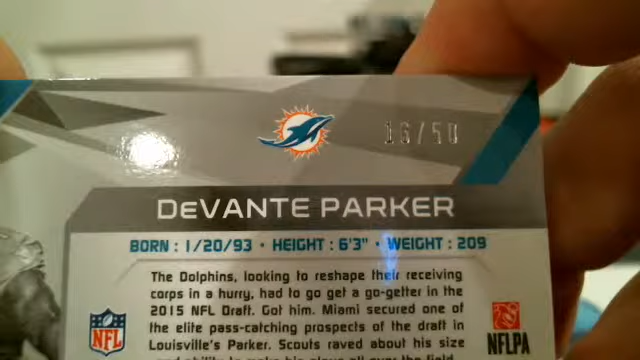 16/50
DeVANTE PARKER
BORN : 1/20/93 • HEIGHT : 6'3" • WEIGHT : 209
The Dolphins, looking to reshape their receiving
corps in a hurry, had to go get a go-getter in the
2015 NFL Draft. Got him. Miami secured one of
the elite pass-catching prospects of the draft in
Louisville's Parker. Scouts raved about his size
NFL
NFLPA